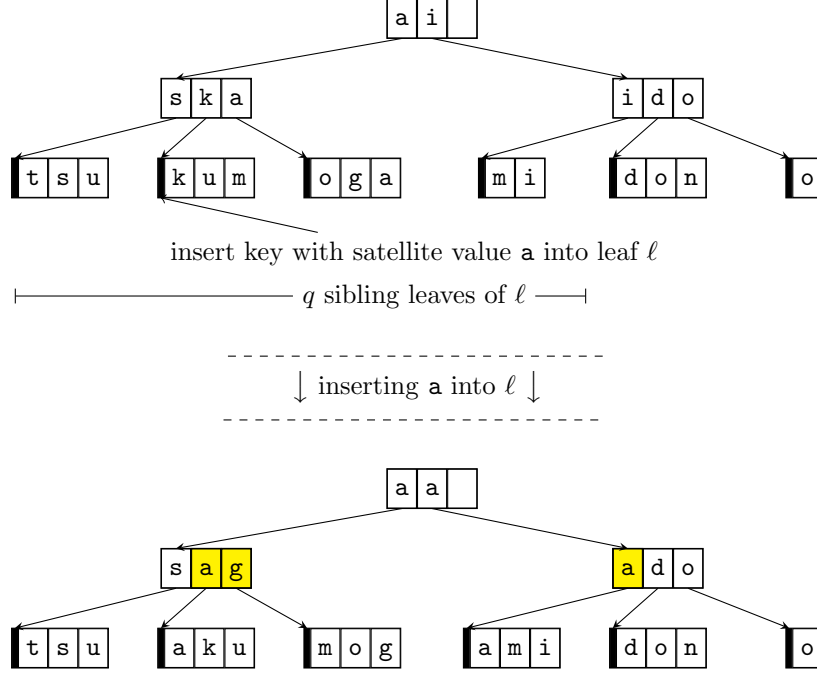 a i
s k a i d o
t s u k u m o g a m i d o n o
insert key with satellite value a into leaf ℓ
q sibling leaves of ℓ
↓ inserting a into ℓ ↓
a a
s a g a d o
t s u a k u m o g a m i d o n o